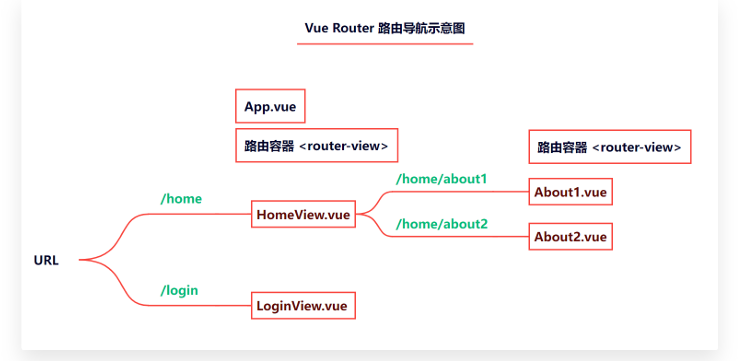 Vue Router 路由导航示意图
App.vue
路由容器 <router-view>
路由容器 <router-view>
/home
HomeView.vue
/home/about1
About1.vue
/home/about2
About2.vue
URL
/login
LoginView.vue